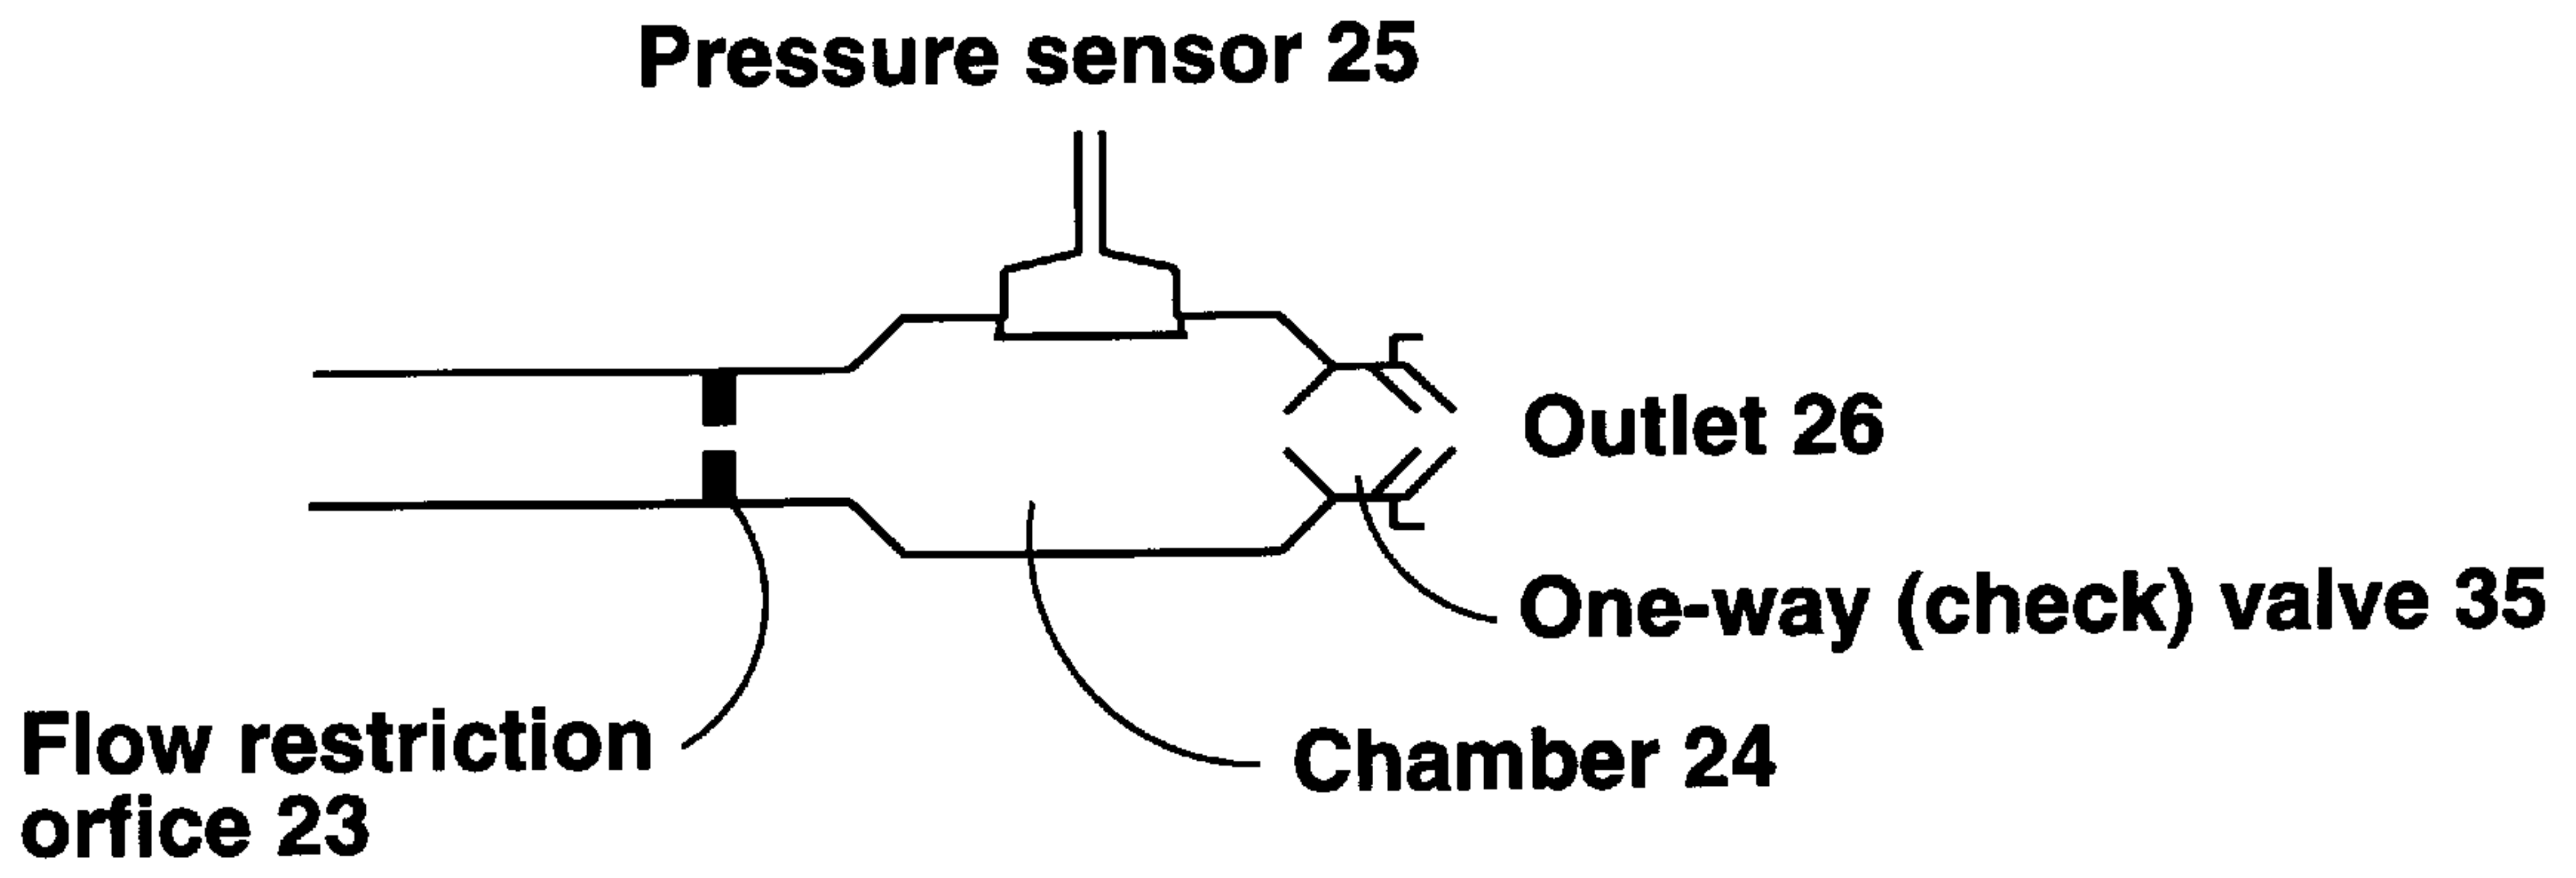 Pressure sensor 25
Outlet 26
One-way (check) valve 35
Flow restriction
orfice 23
Chamber 24